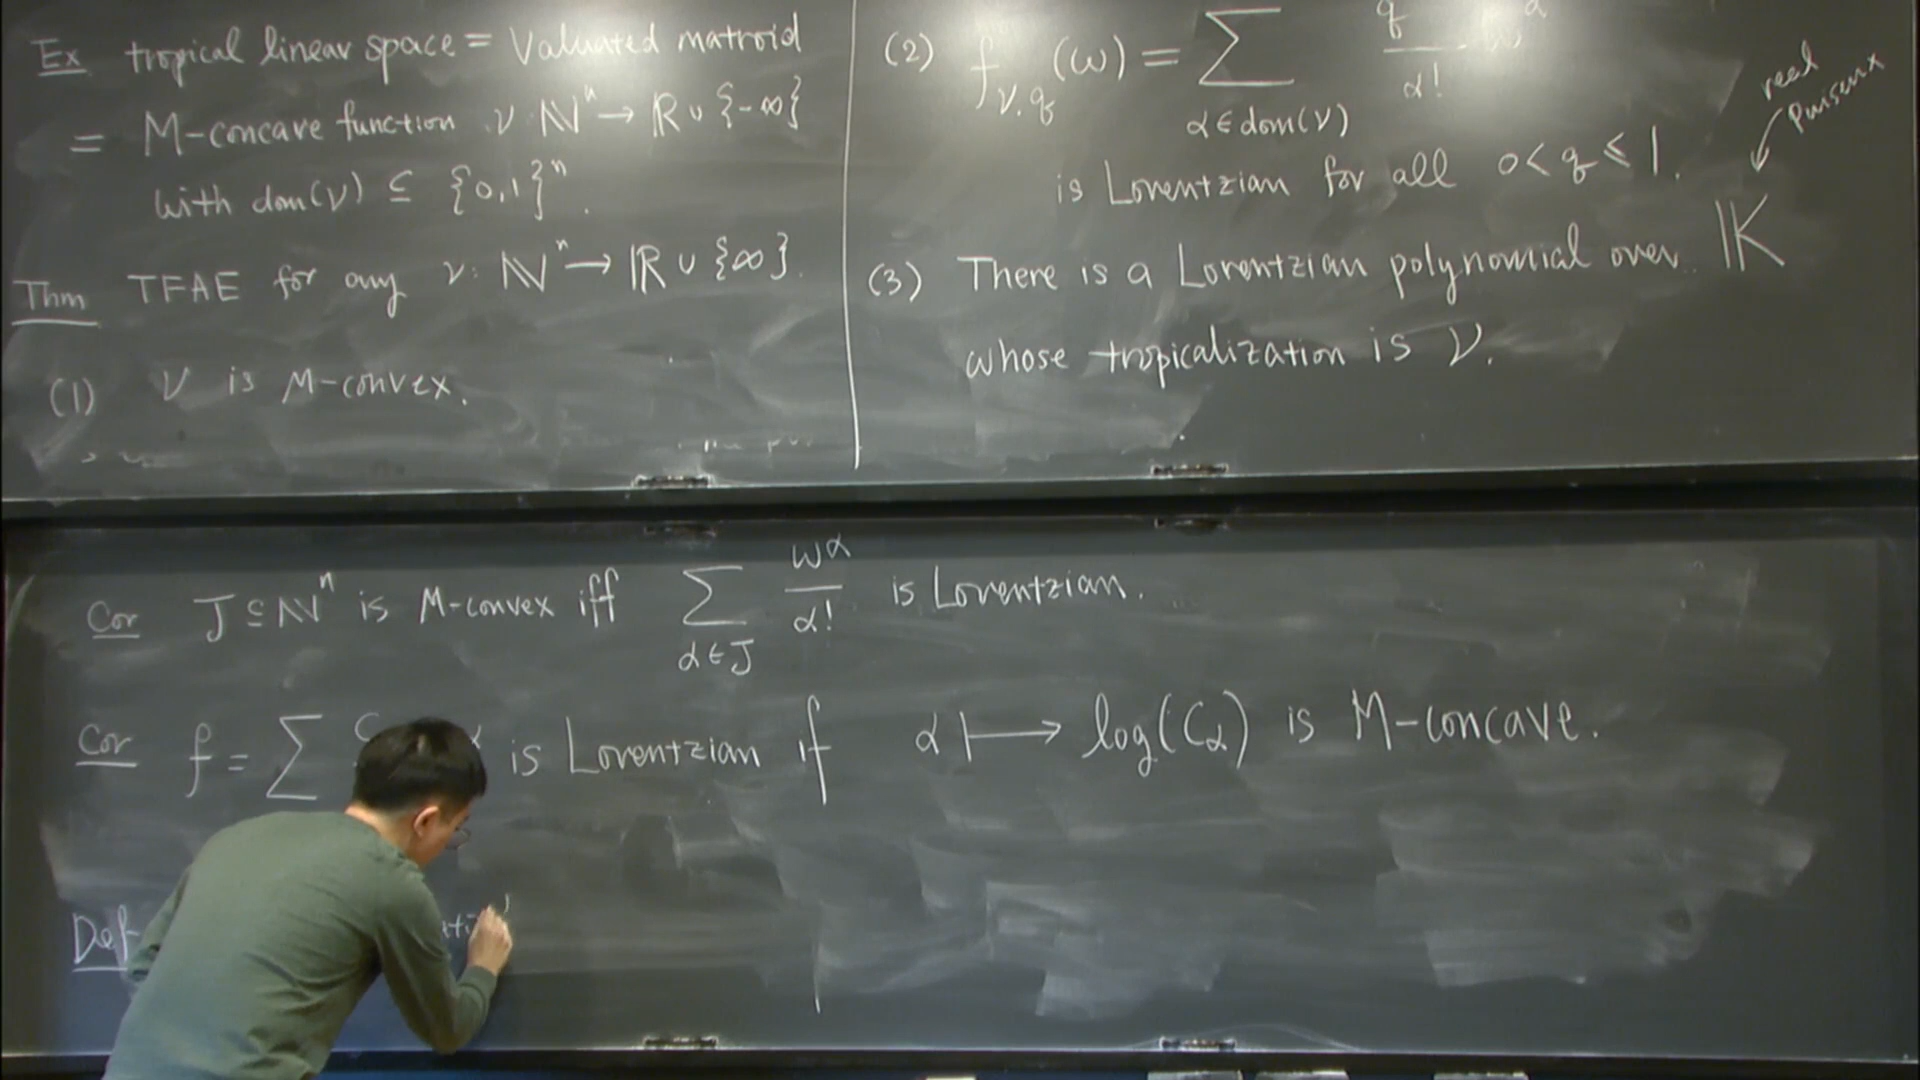 Ex tropical linear space = Valuated matroid
= M-concave function ν: ℕⁿ → ℝ ∪ {-∞}
with dom(ν) ⊆ {0,1}ⁿ.
Thm TFAE for any ν: ℕⁿ → ℝ ∪ {∞}.
(1) ν is M-convex.
(2) f_{ν,q}(w) = ∑_{α∈dom(ν)} q / α!
is Lorentzian for all 0 < q ≤ 1.
real
Puiseux
(3) There is a Lorentzian polynomial over 𝕂
whose tropicalization is ν.
Cor J ⊆ ℕⁿ is M-convex iff ∑_{α∈J} w^α / α! is Lorentzian.
Cor f = ∑ is Lorentzian if α ↦ log(C_α) is M-concave.
Def